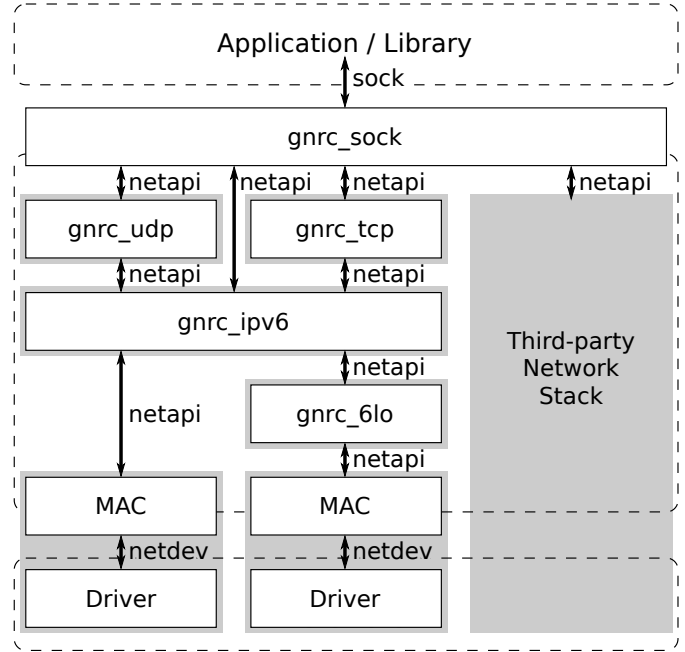 Application / Library
sock
gnrc_sock
netapi netapi netapi netapi
gnrc_udp gnrc_tcp
netapi netapi
gnrc_ipv6
netapi
gnrc_6lo
netapi
netapi
Third-party
Network
Stack
MAC MAC
netdev netdev
Driver Driver